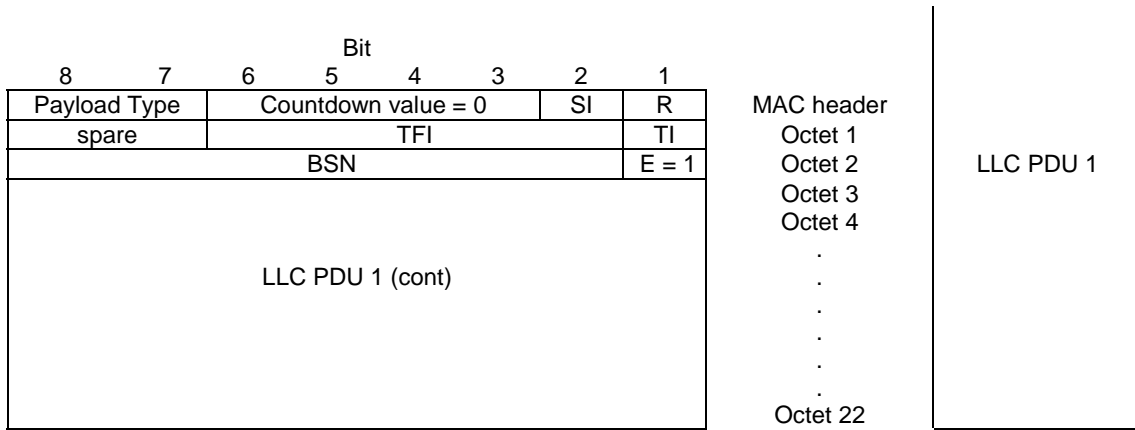 Bit
8 7 6 5 4 3 2 1
Payload Type Countdown value = 0 SI R MAC header
spare TFI TI Octet 1
BSN E = 1 Octet 2 LLC PDU 1
Octet 3
Octet 4
.
LLC PDU 1 (cont) .
.
.
.
.
Octet 22